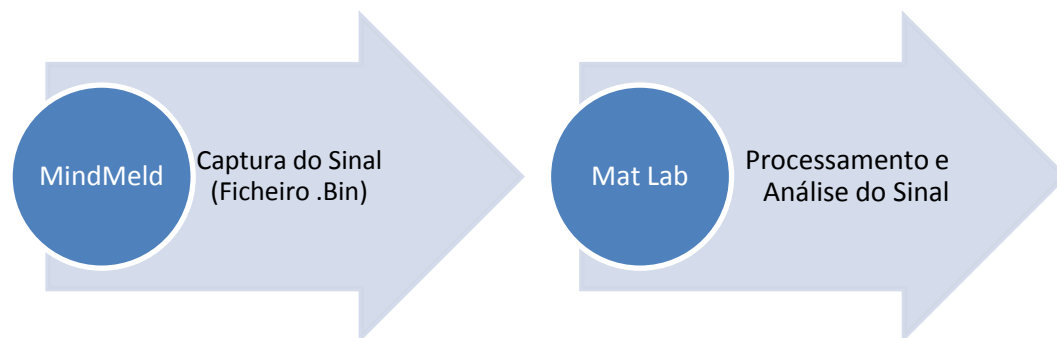 MindMeld
Captura do Sinal
(Ficheiro .Bin)
Mat Lab
Processamento e
Análise do Sinal